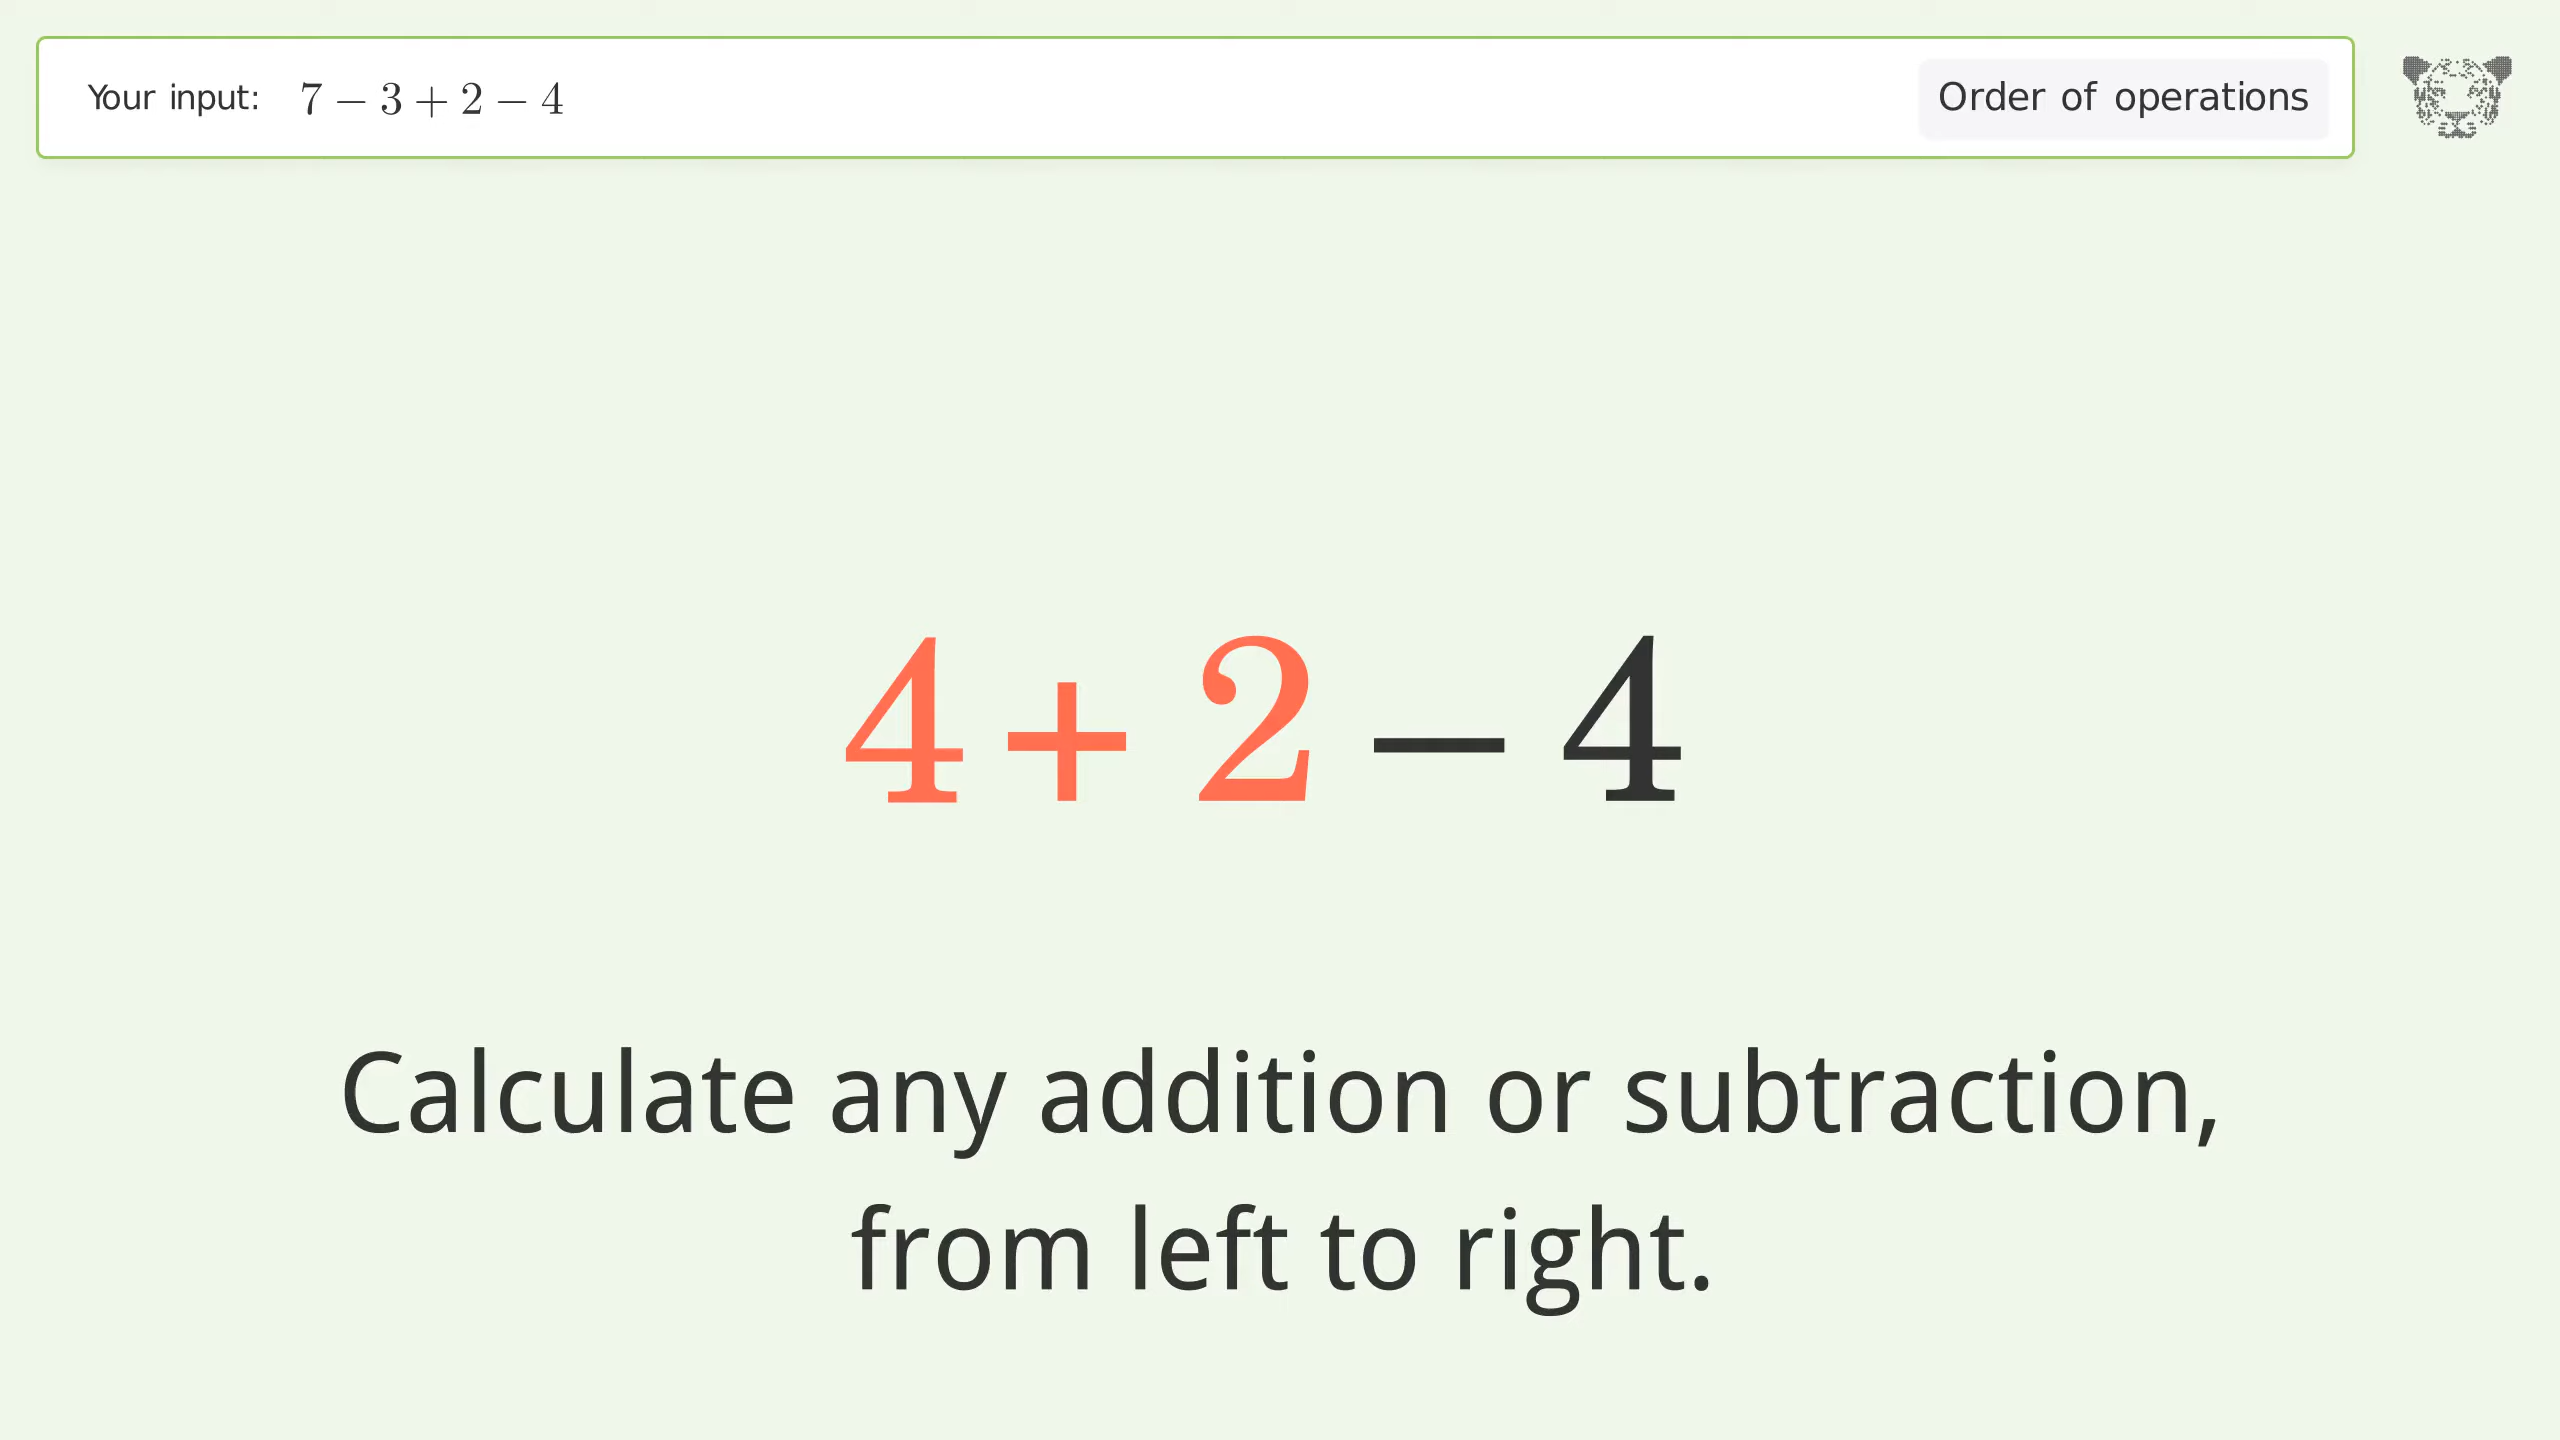 Your input: 7 − 3 + 2 − 4
Order of operations
4 + 2 − 4
Calculate any addition or subtraction,
from left to right.